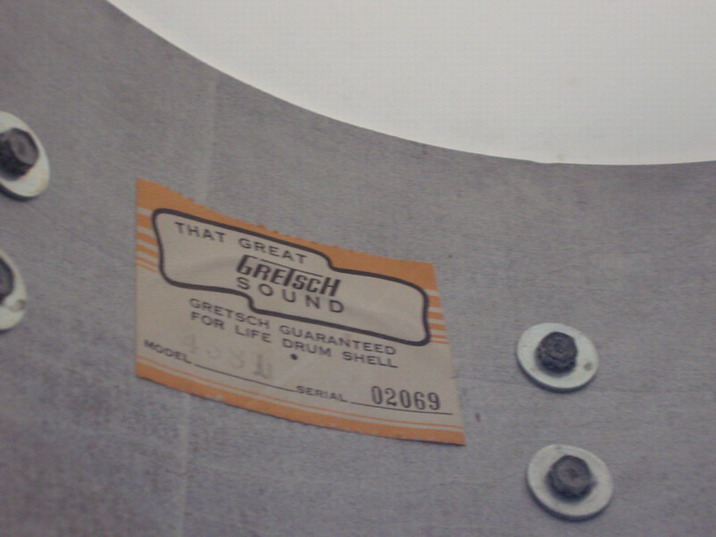 THAT GREAT
GRETSCH
SOUND
GRETSCH GUARANTEED
FOR LIFE DRUM SHELL
MODEL
SERIAL 02069